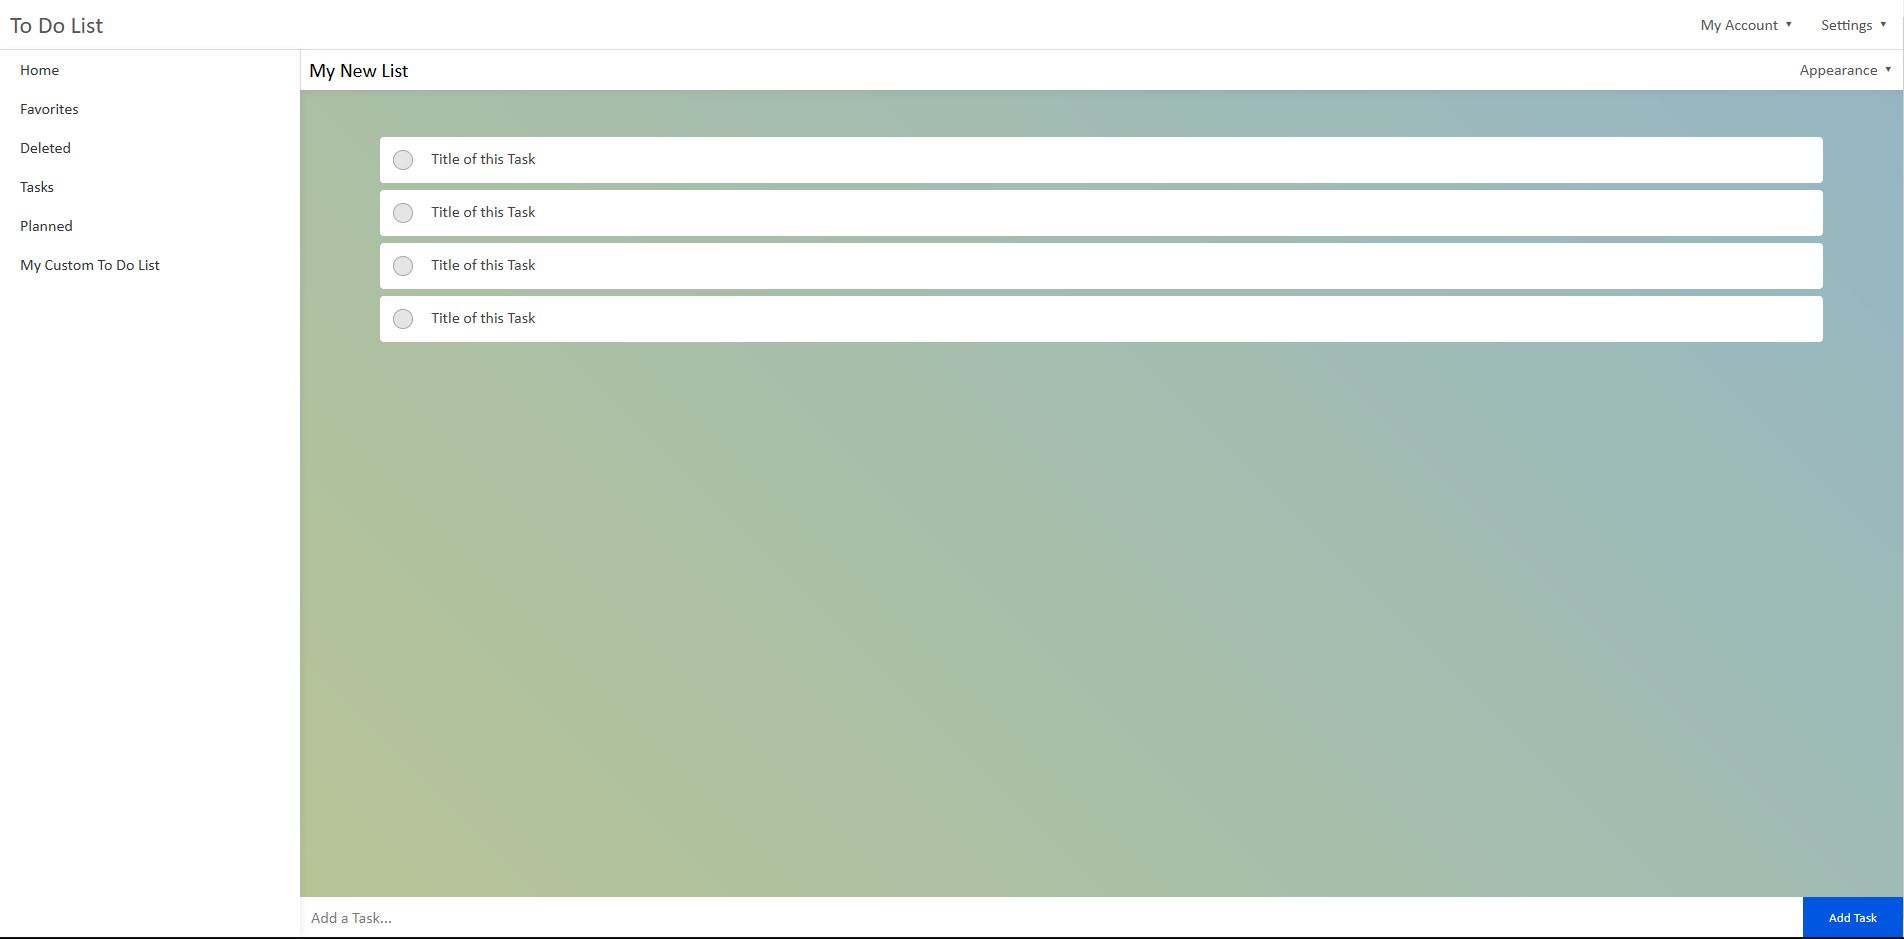 To Do List
My Account ▼
Settings ▼
Home
Favorites
Deleted
Tasks
Planned
My Custom To Do List
My New List
Appearance ▼
Title of this Task
Title of this Task
Title of this Task
Title of this Task
Add a Task...
Add Task